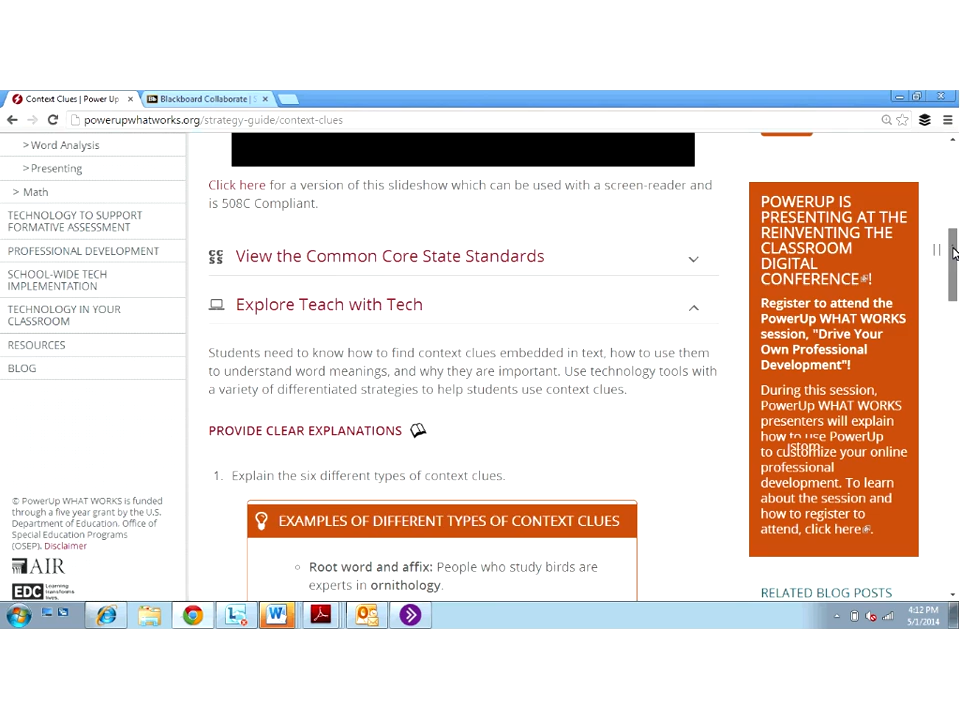 Context Clues | Power Up
Blackboard Collaborate |
powerupwhatworks.org/strategy-guide/context-clues
> Word Analysis
> Presenting
> Math
TECHNOLOGY TO SUPPORT
FORMATIVE ASSESSMENT
PROFESSIONAL DEVELOPMENT
SCHOOL-WIDE TECH
IMPLEMENTATION
TECHNOLOGY IN YOUR
CLASSROOM
RESOURCES
BLOG
© PowerUp WHAT WORKS is funded
through a five year grant by the U.S.
Department of Education. Office of
Special Education Programs
(OSEP). Disclaimer
AIR
EDC Learning
transforms
lives.
Click here for a version of this slideshow which can be used with a screen-reader and
is 508C Compliant.
CC
SS
View the Common Core State Standards
Explore Teach with Tech
Students need to know how to find context clues embedded in text, how to use them
to understand word meanings, and why they are important. Use technology tools with
a variety of differentiated strategies to help students use context clues.
PROVIDE CLEAR EXPLANATIONS
1. Explain the six different types of context clues.
EXAMPLES OF DIFFERENT TYPES OF CONTEXT CLUES
Root word and affix: People who study birds are
experts in ornithology.
POWERUP IS
PRESENTING AT THE
REINVENTING THE
CLASSROOM
DIGITAL
CONFERENCE!
Register to attend the
PowerUp WHAT WORKS
session, "Drive Your
Own Professional
Development"!
During this session,
PowerUp WHAT WORKS
presenters will explain
how to use PowerUp
to customize your online
professional
development. To learn
about the session and
how to register to
attend, click here.
RELATED BLOG POSTS
4:12 PM
5/1/2014